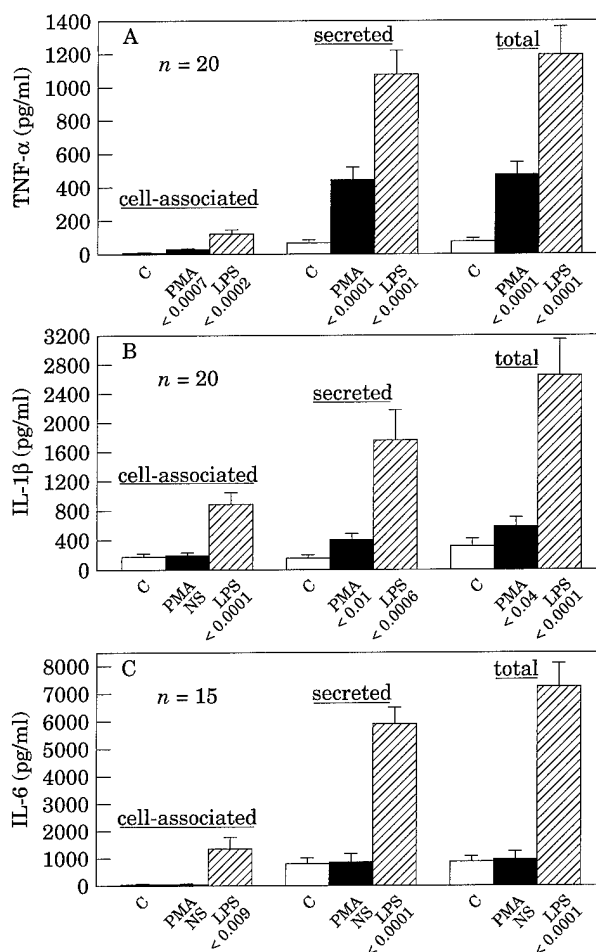 A
n = 20
cell-associated
secreted
total
TNF-α (pg/ml)
1400
1200
1000
800
600
400
200
0
C
PMA
< 0.0007
LPS
< 0.0002
C
PMA
< 0.0001
LPS
< 0.0001
C
PMA
< 0.0001
LPS
< 0.0001
B
n = 20
cell-associated
secreted
total
IL-1β (pg/ml)
3200
2800
2400
2000
1600
1200
800
400
0
C
PMA
NS
LPS
< 0.0001
C
PMA
< 0.01
LPS
< 0.0006
C
PMA
< 0.04
LPS
< 0.0001
C
n = 15
cell-associated
secreted
total
IL-6 (pg/ml)
8000
7000
6000
5000
4000
3000
2000
1000
0
C
PMA
NS
LPS
< 0.009
C
PMA
NS
LPS
< 0.0001
C
PMA
NS
LPS
< 0.0001